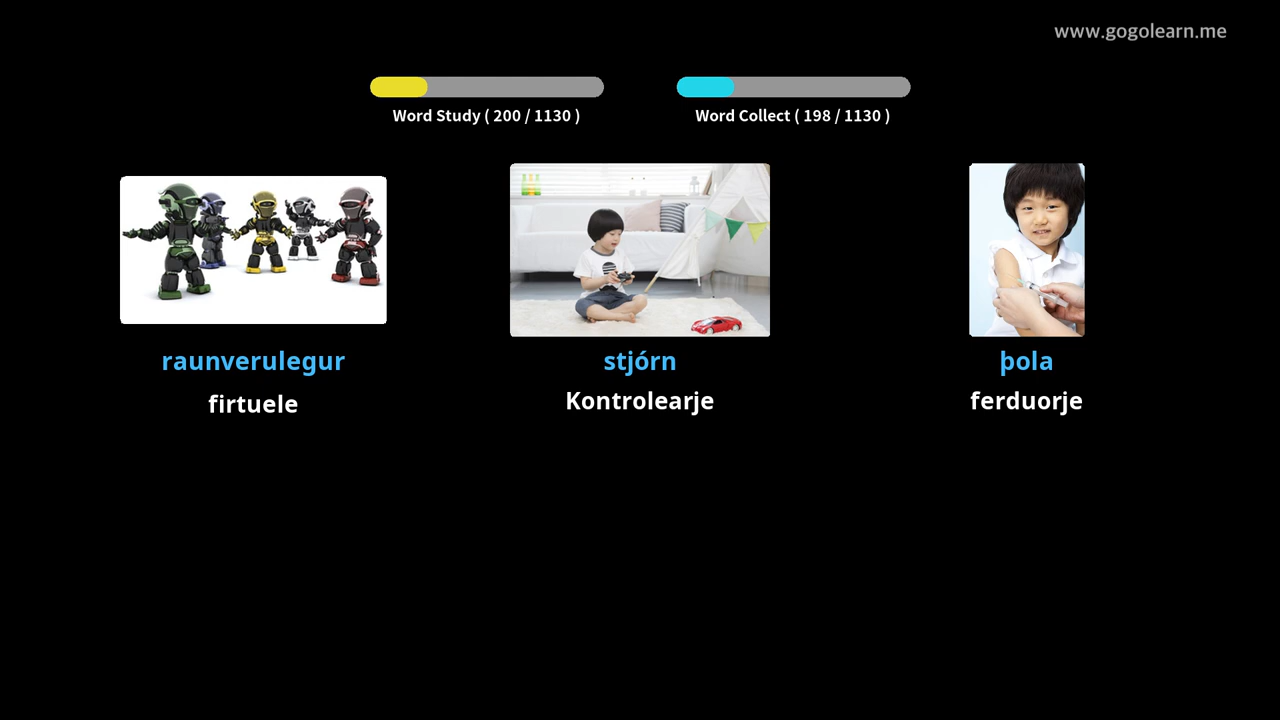 www.gogolearn.me
Word Study ( 200 / 1130 )
Word Collect ( 198 / 1130 )
raunverulegur
firtuele
stjórn
Kontrolearje
þola
ferduorje